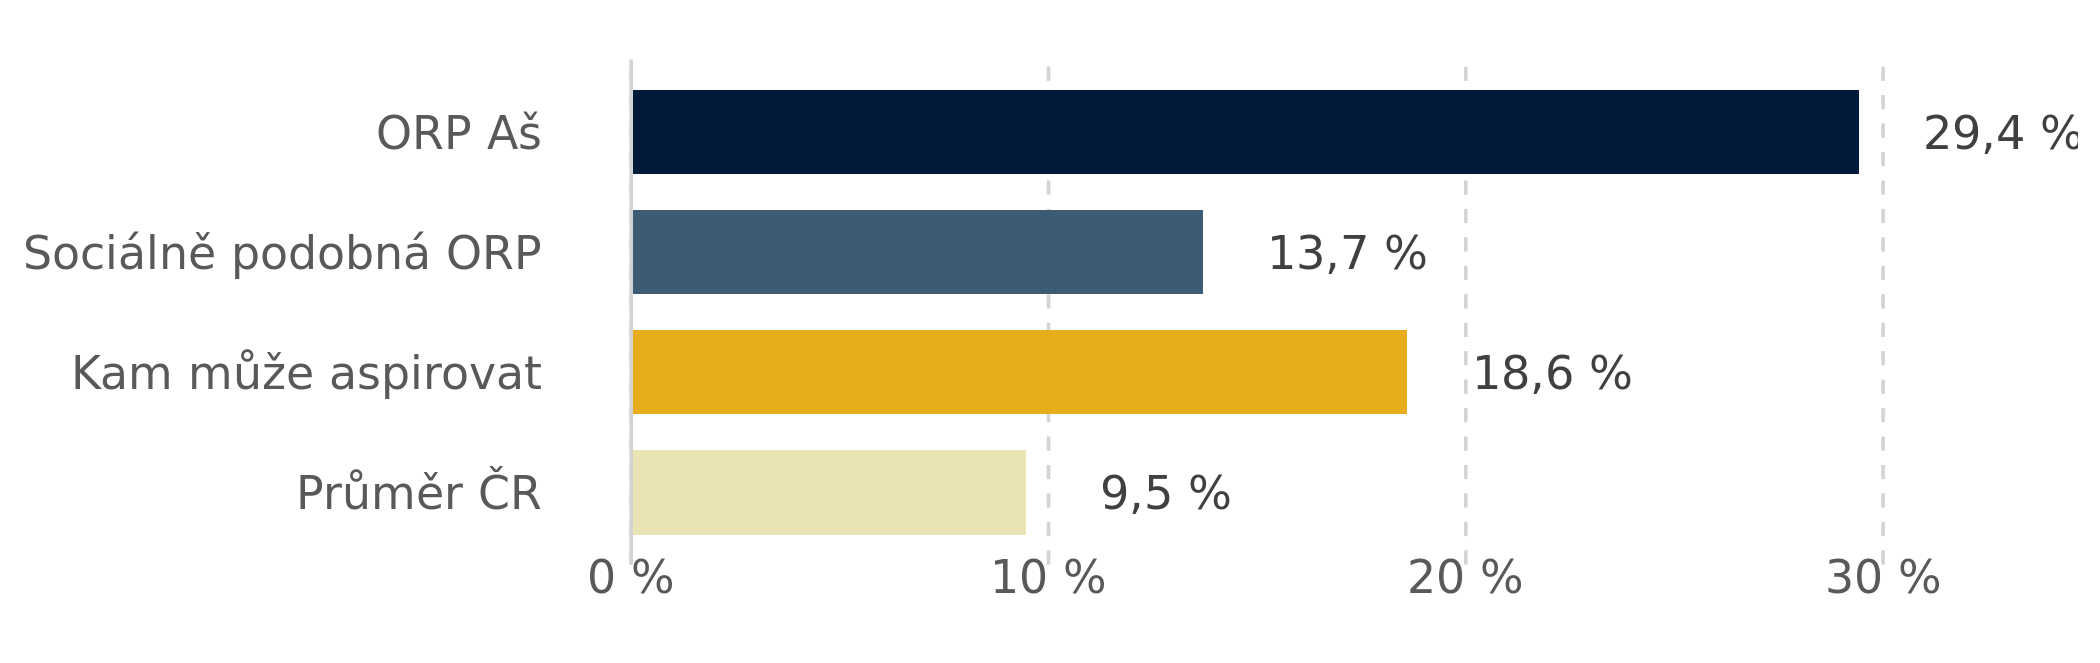 ORP Aš
29,4 %
Sociálně podobná ORP
13,7 %
Kam může aspirovat
18,6 %
Průměr ČR
9,5 %
0 %
10 %
20 %
30 %